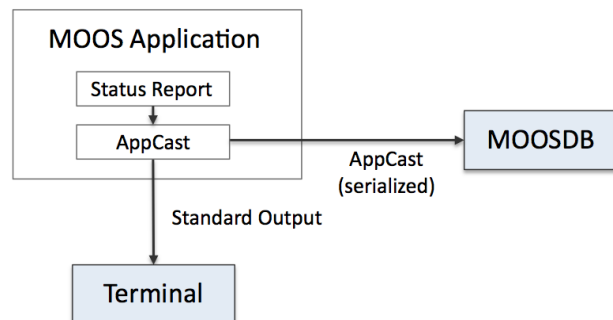 MOOS Application
Status Report
AppCast
MOOSDB
AppCast
(serialized)
Standard Output
Terminal